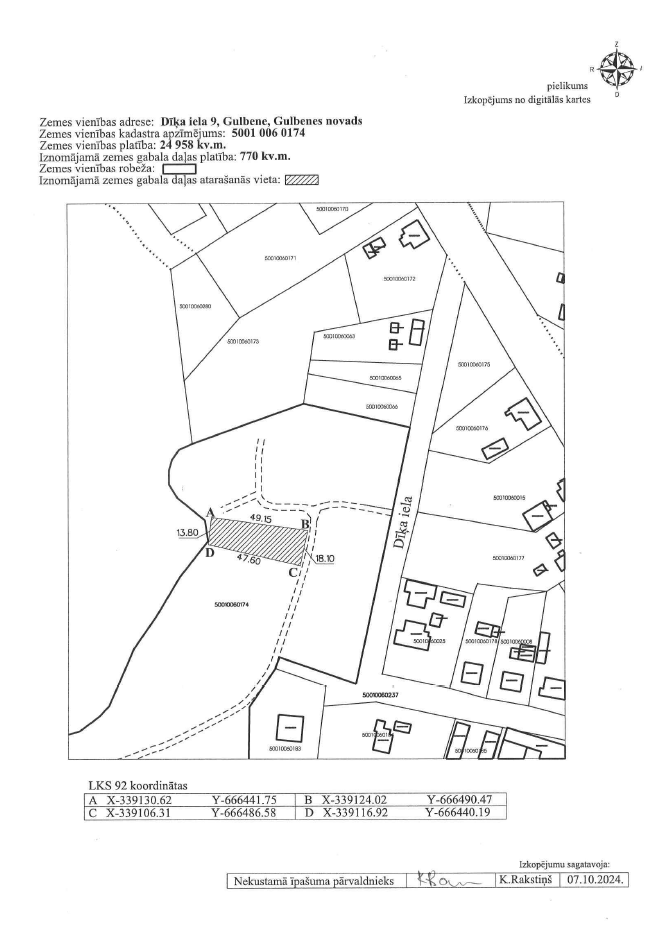 Z
R A
D
pielikums
Izkopējums no digitālās kartes
Zemes vienības adrese: Dīķa iela 9, Gulbene, Gulbenes novads
Zemes vienības kadastra apzīmējums: 5001 006 0174
Zemes vienības platība: 24 958 kv.m.
Iznomājamā zemes gabala daļas platība: 770 kv.m.
Zemes vienības robeža:
Iznomājamā zemes gabala daļas atarašanās vieta:
50010060170
50010060171
50010060172
50010060173
50010060063
50010060175
50010060065
50010060066
50010060176
50010060015
Dīķa iela
A
49.15
B
13.80
D
47.60
C
18.10
50010060177
50010060174
50010060025
50010060178
50010060237
50010060183
LKS 92 koordinātas
A X-339130.62 Y-666441.75 B X-339124.02 Y-666490.47
C X-339106.31 Y-666486.58 D X-339116.92 Y-666440.19
Izkopējumu sagatavoja:
Nekustamā īpašuma pārvaldnieks K.Rakstiņš 07.10.2024.